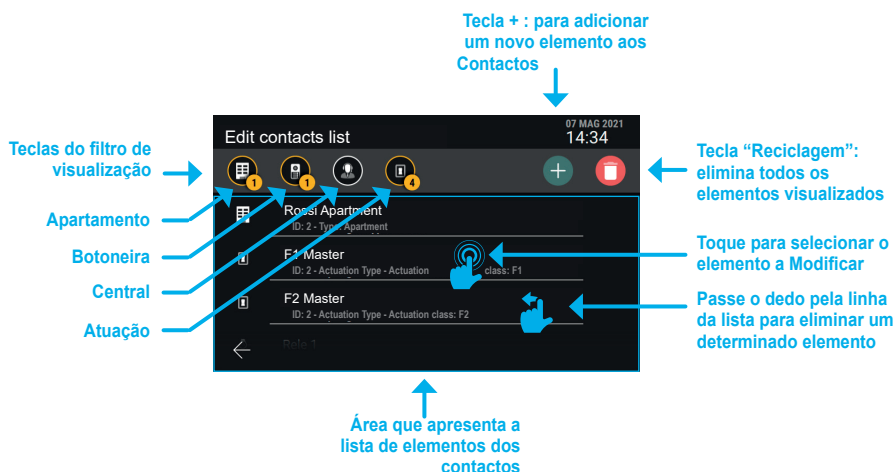 Tecla + : para adicionar
um novo elemento aos
Contactos
07 MAG 2021
Edit contacts list
14:34
Teclas do filtro de
visualização
1
1
4
Tecla “Reciclagem”:
elimina todos os
elementos visualizados
Apartamento
Rossi Apartment
ID: 2 - Type: Apartment
Botoneira
F1 Master
ID: 2 - Actuation Type - Actuation class: F1
Toque para selecionar o
elemento a Modificar
Central
F2 Master
ID: 2 - Actuation Type - Actuation class: F2
Passe o dedo pela linha
da lista para eliminar um
determinado elemento
Atuação
Role 1
Área que apresenta a
lista de elementos dos
contactos